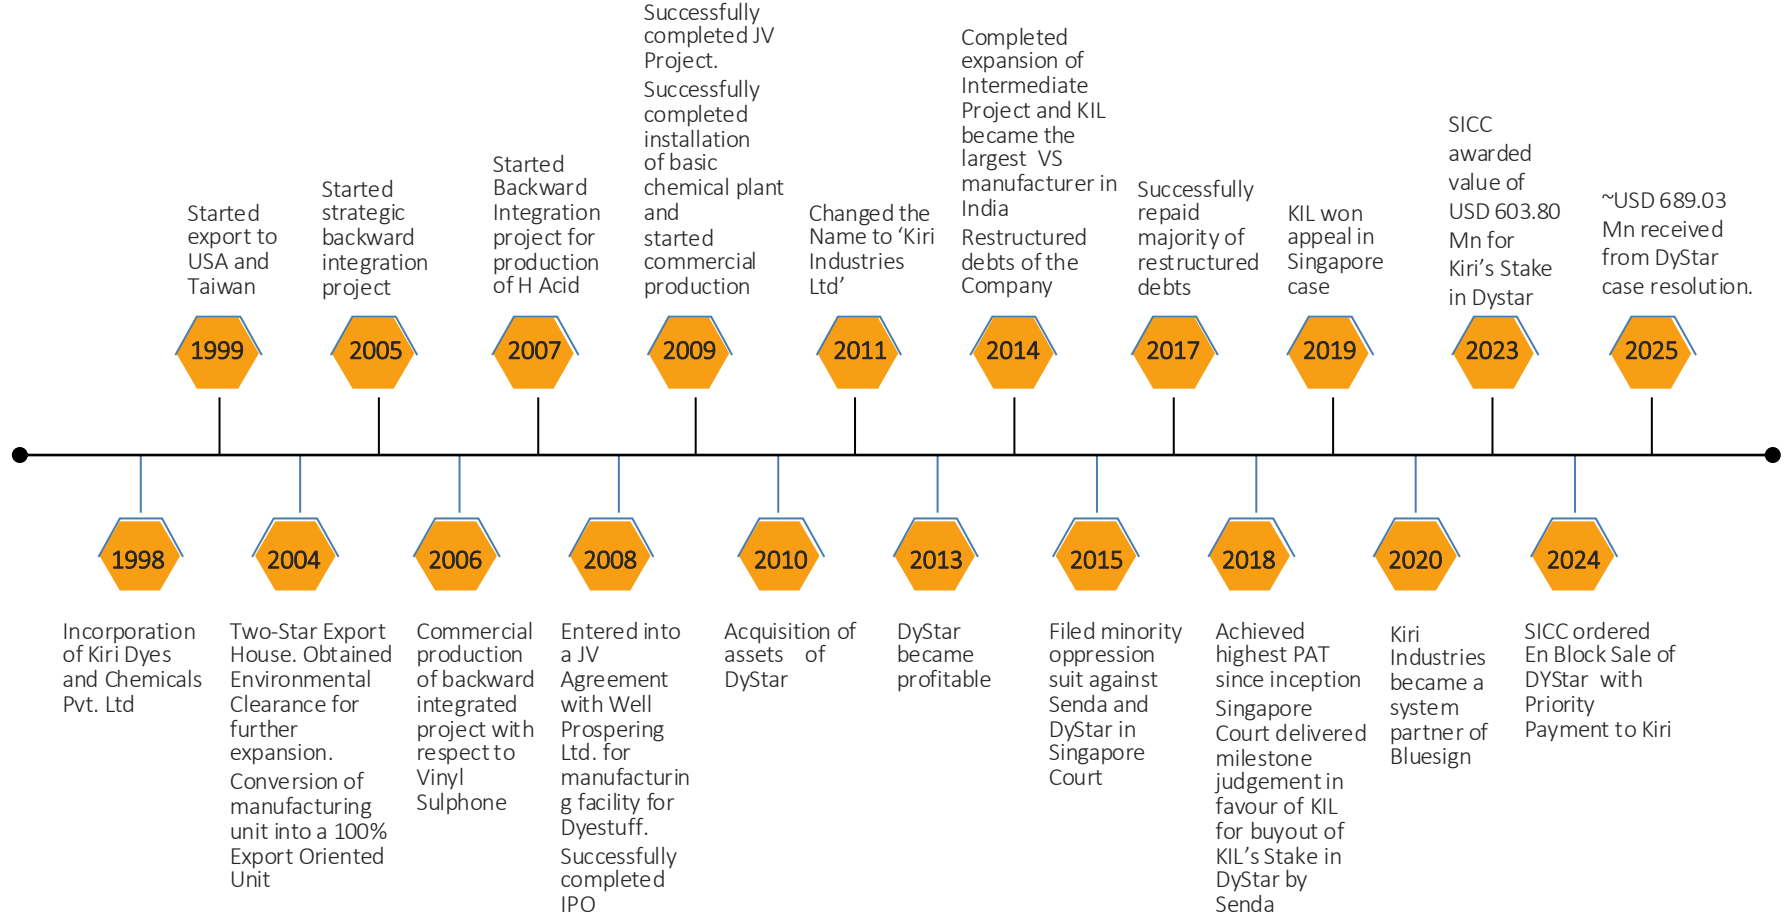 Started
export to
USA and
Taiwan
1999
Started
strategic
backward
integration
project
2005
Started
Backward
Integration
project for
production
of H Acid
2007
Successfully
completed JV
Project.
Successfully
completed
installation
of basic
chemical plant
and
started
commercial
production
2009
Changed the
Name to ‘Kiri
Industries
Ltd’
2011
Completed
expansion of
Intermediate
Project and KIL
became the
largest VS
manufacturer in
India
Restructured
debts of the
Company
2014
Successfully
repaid
majority of
restructured
debts
2017
KIL won
appeal in
Singapore
case
2019
SICC
awarded
value of
USD 603.80
Mn for
Kiri’s Stake
in Dystar
2023
~USD 689.03
Mn received
from DyStar
case resolution.
2025
1998
Incorporation
of Kiri Dyes
and Chemicals
Pvt. Ltd
2004
Two-Star Export
House. Obtained
Environmental
Clearance for
further
expansion.
Conversion of
manufacturing
unit into a 100%
Export Oriented
Unit
2006
Commercial
production
of backward
integrated
project with
respect to
Vinyl
Sulphone
2008
Entered into
a JV
Agreement
with Well
Prospering
Ltd. for
manufacturin
g facility for
Dyestuff.
Successfully
completed
IPO
2010
Acquisition of
assets of
DyStar
2013
DyStar
became
profitable
2015
Filed minority
oppression
suit against
Senda and
DyStar in
Singapore
Court
2018
Achieved
highest PAT
since inception
Singapore
Court delivered
milestone
judgement in
favour of KIL
for buyout of
KIL’s Stake in
DyStar by
Senda
2020
Kiri
Industries
became a
system
partner of
Bluesign
2024
SICC ordered
En Block Sale of
DYStar with
Priority
Payment to Kiri